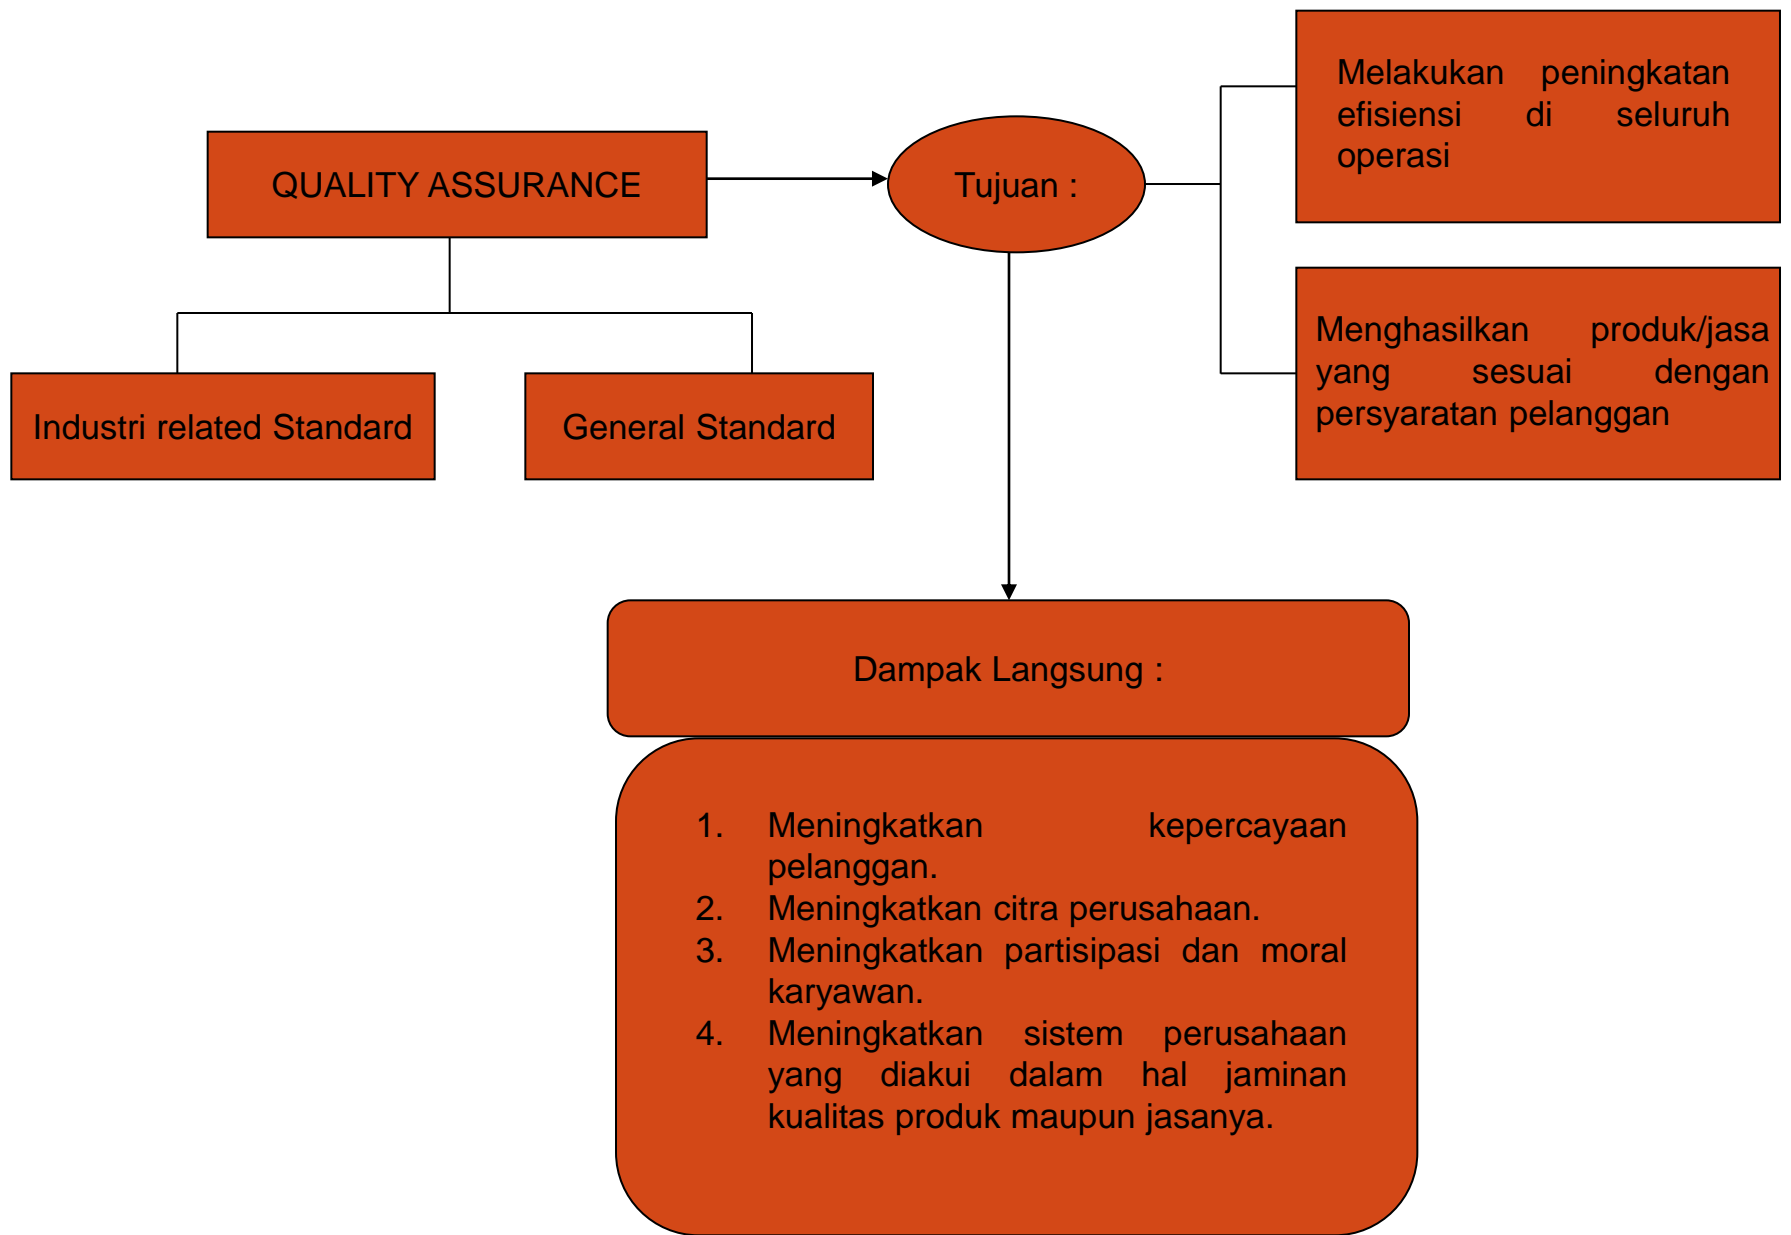 QUALITY ASSURANCE
Industri related Standard
General Standard
Tujuan :
Melakukan peningkatan
efisiensi di seluruh
operasi
Menghasilkan produk/jasa
yang sesuai dengan
persyaratan pelanggan
Dampak Langsung :
1. Meningkatkan kepercayaan
pelanggan.
2. Meningkatkan citra perusahaan.
3. Meningkatkan partisipasi dan moral
karyawan.
4. Meningkatkan sistem perusahaan
yang diakui dalam hal jaminan
kualitas produk maupun jasanya.